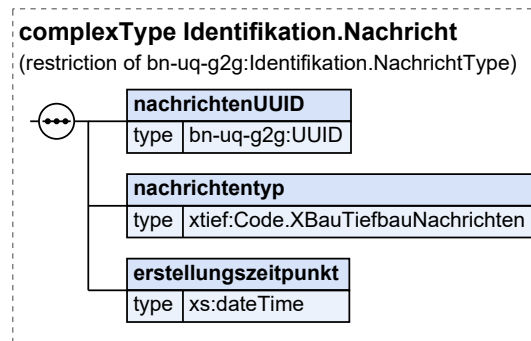 complexType Identifikation.Nachricht
(restriction of bn-uq-g2g:Identifikation.NachrichtType)
nachrichtenUUID
type bn-uq-g2g:UUID
nachrichtentyp
type xtief:Code.XBauTiefbauNachrichten
erstellungszeitpunkt
type xs:dateTime